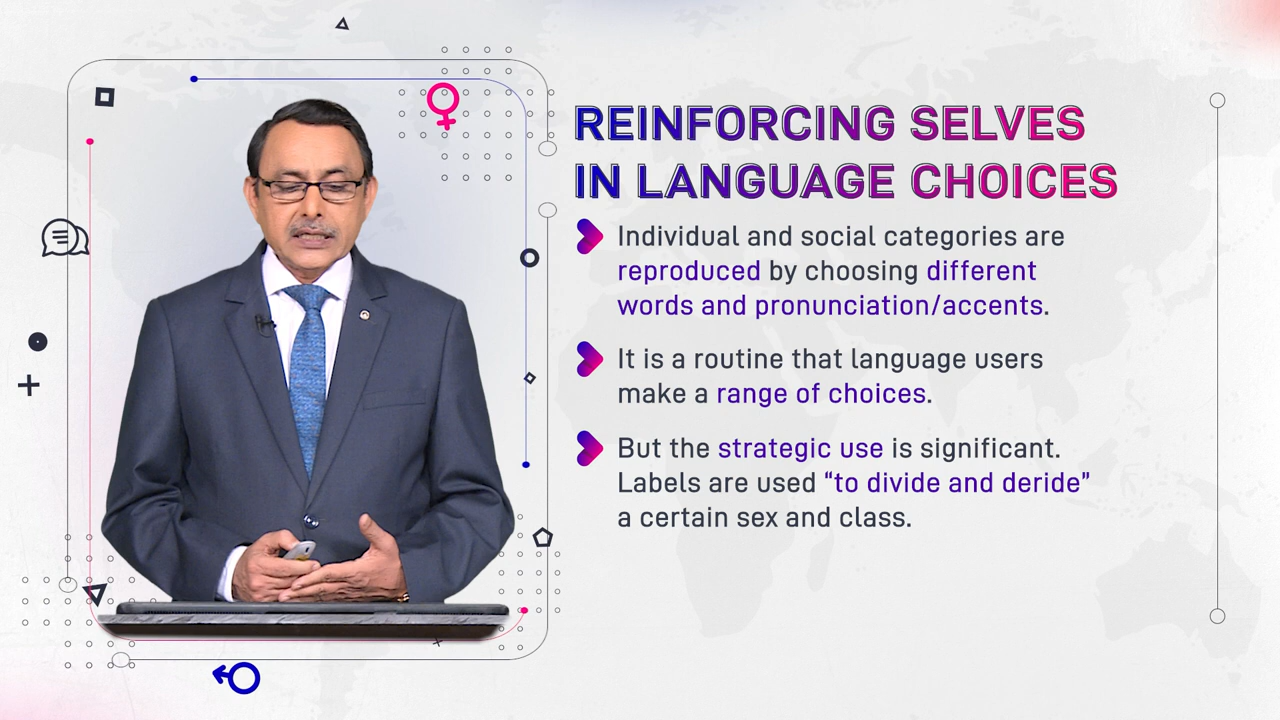 REINFORCING SELVES
IN LANGUAGE CHOICES
Individual and social categories are
reproduced by choosing different
words and pronunciation/accents.
It is a routine that language users
make a range of choices.
But the strategic use is significant.
Labels are used “to divide and deride”
a certain sex and class.